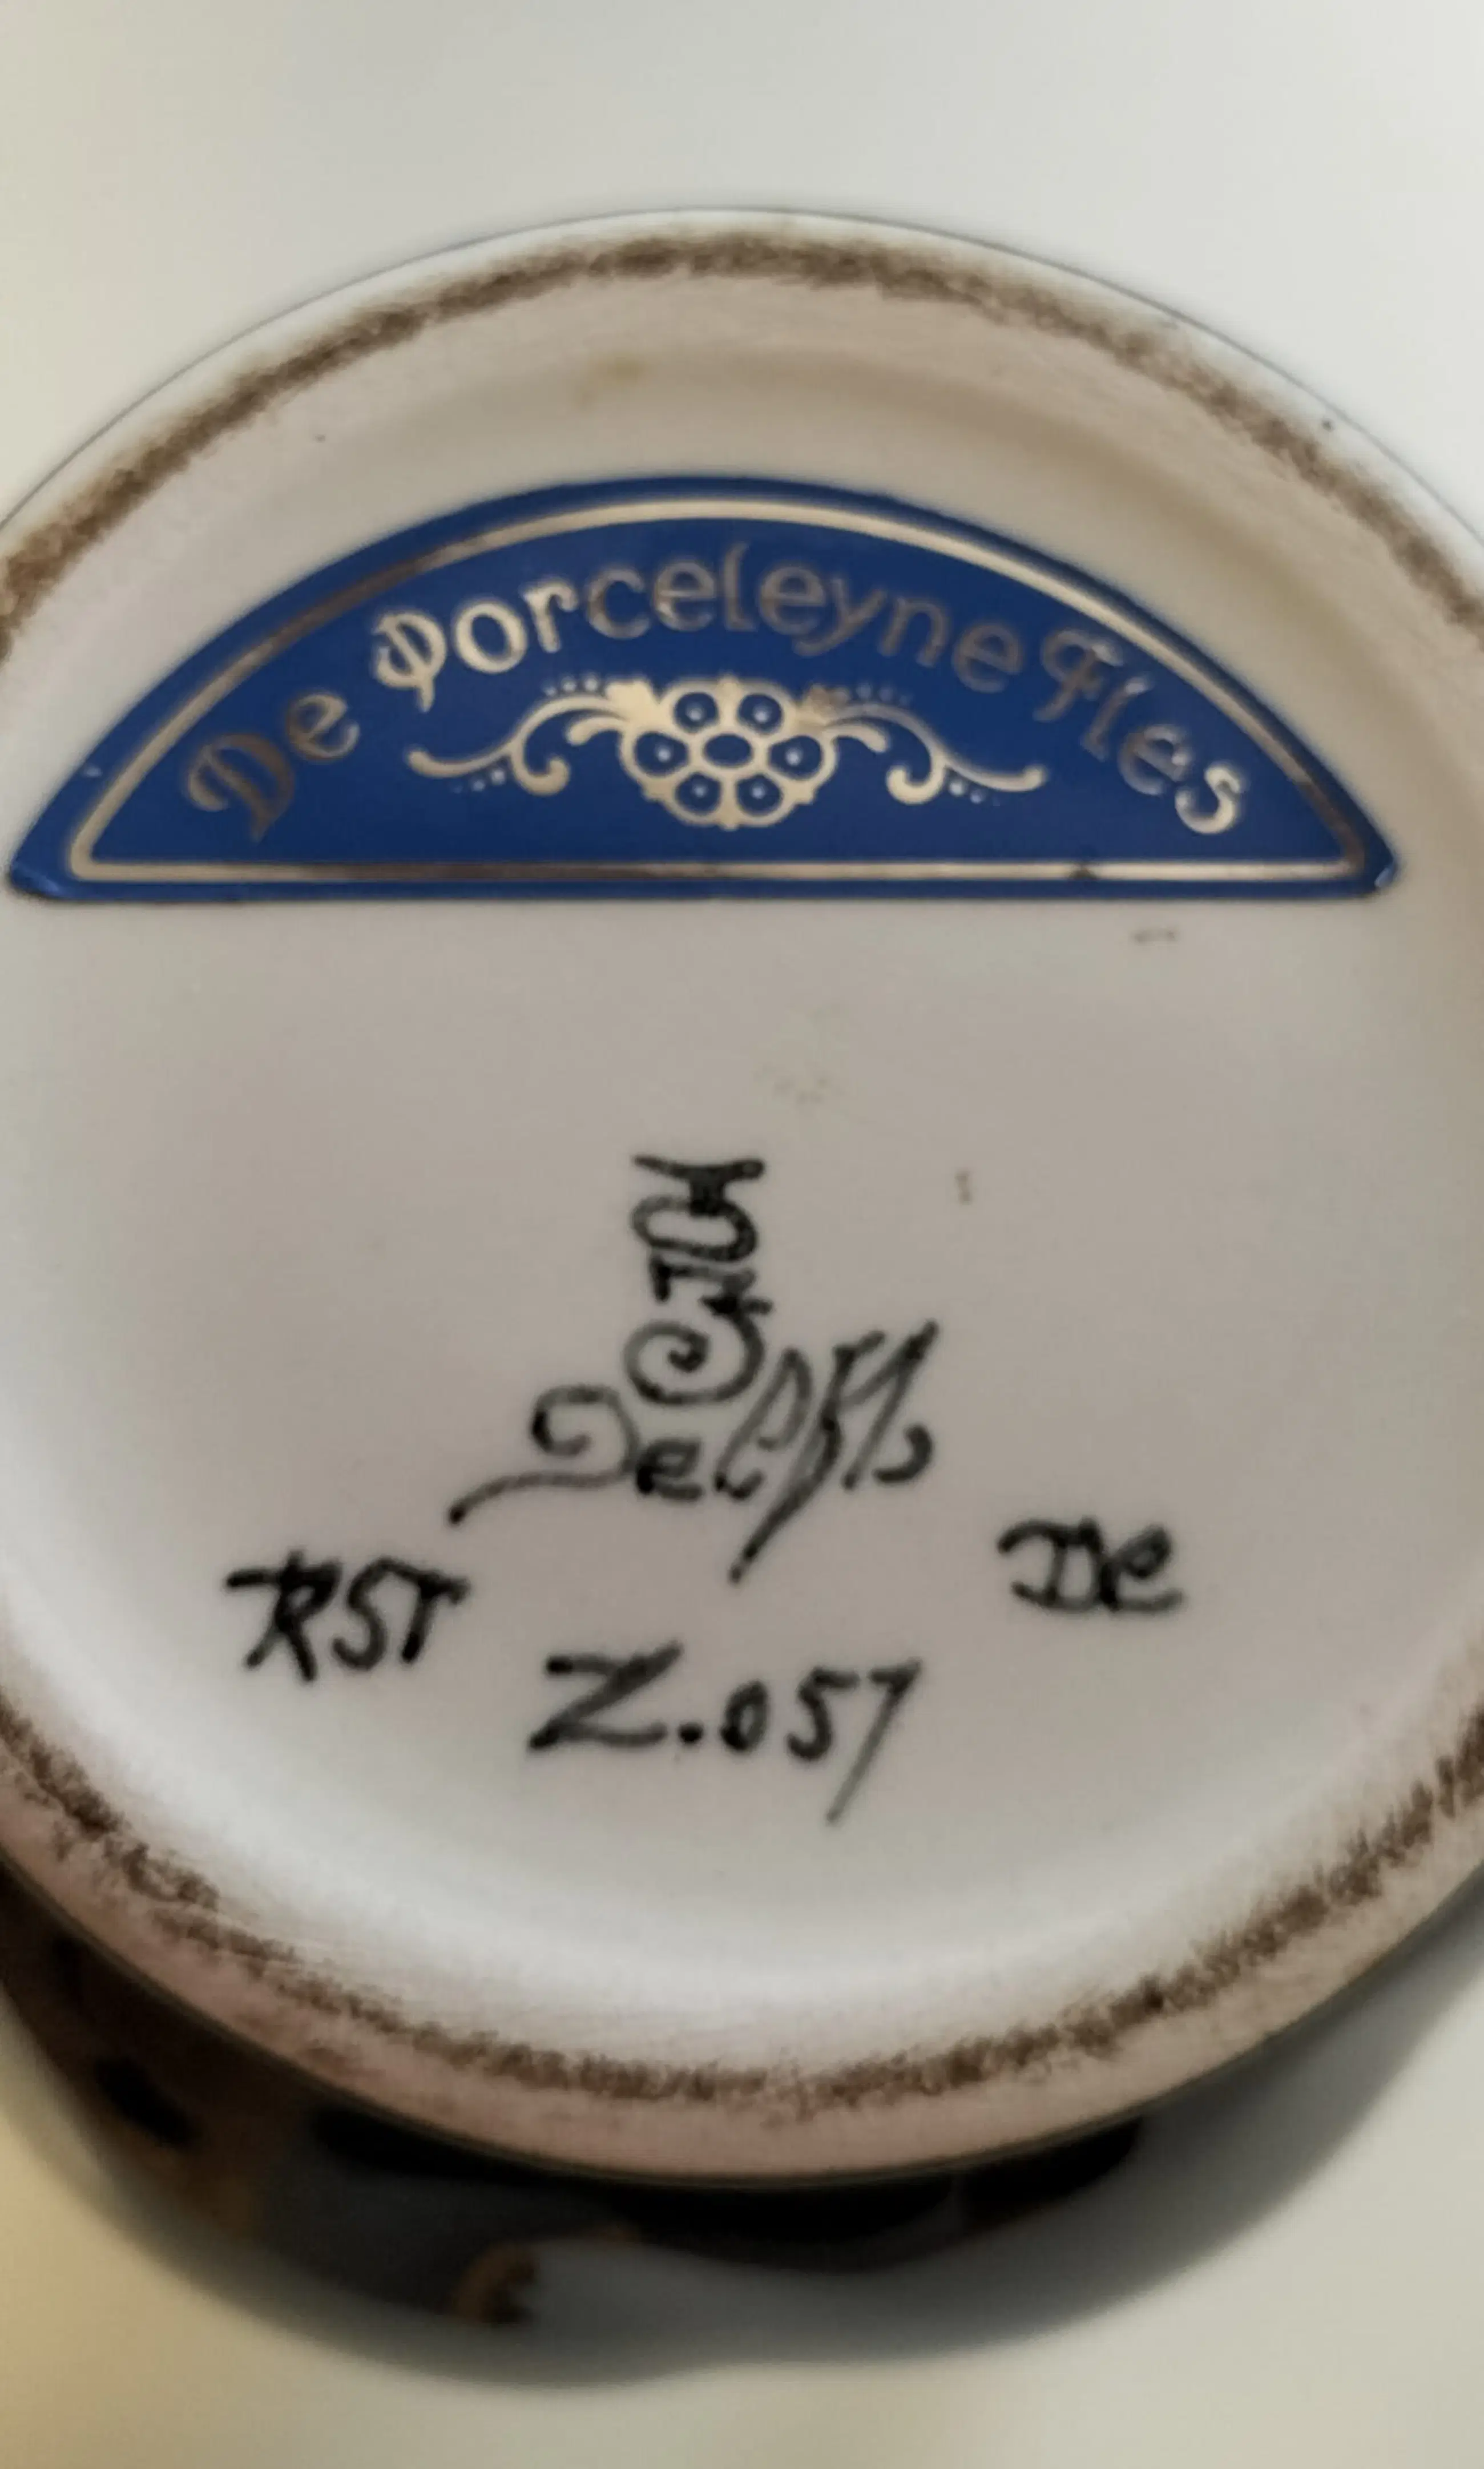 De Porceleyne Fles
Delft
RST
De
Z.057